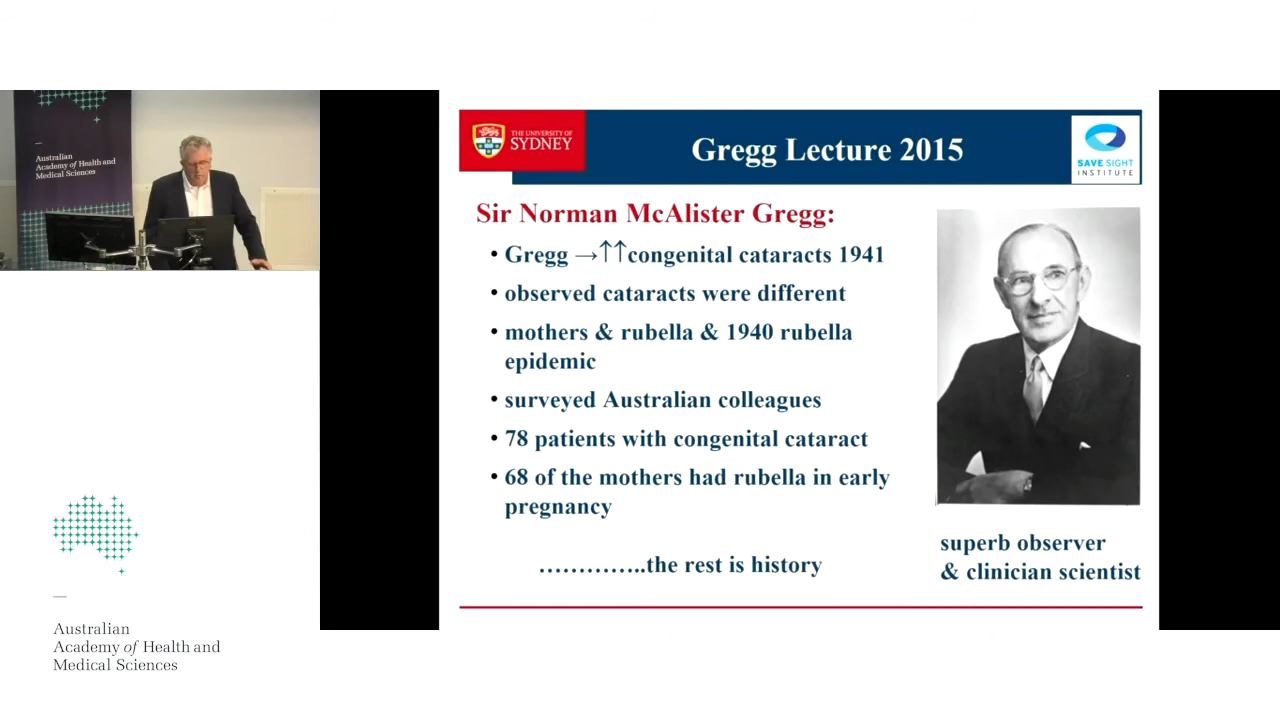 Australian
Academy of Health and
Medical Sciences
THE UNIVERSITY OF
SYDNEY
Gregg Lecture 2015
SAVE SIGHT
INSTITUTE
Sir Norman McAlister Gregg:
• Gregg →↑↑congenital cataracts 1941
• observed cataracts were different
• mothers & rubella & 1940 rubella
epidemic
• surveyed Australian colleagues
• 78 patients with congenital cataract
• 68 of the mothers had rubella in early
pregnancy
…………..the rest is history
superb observer
& clinician scientist
Australian
Academy of Health and
Medical Sciences